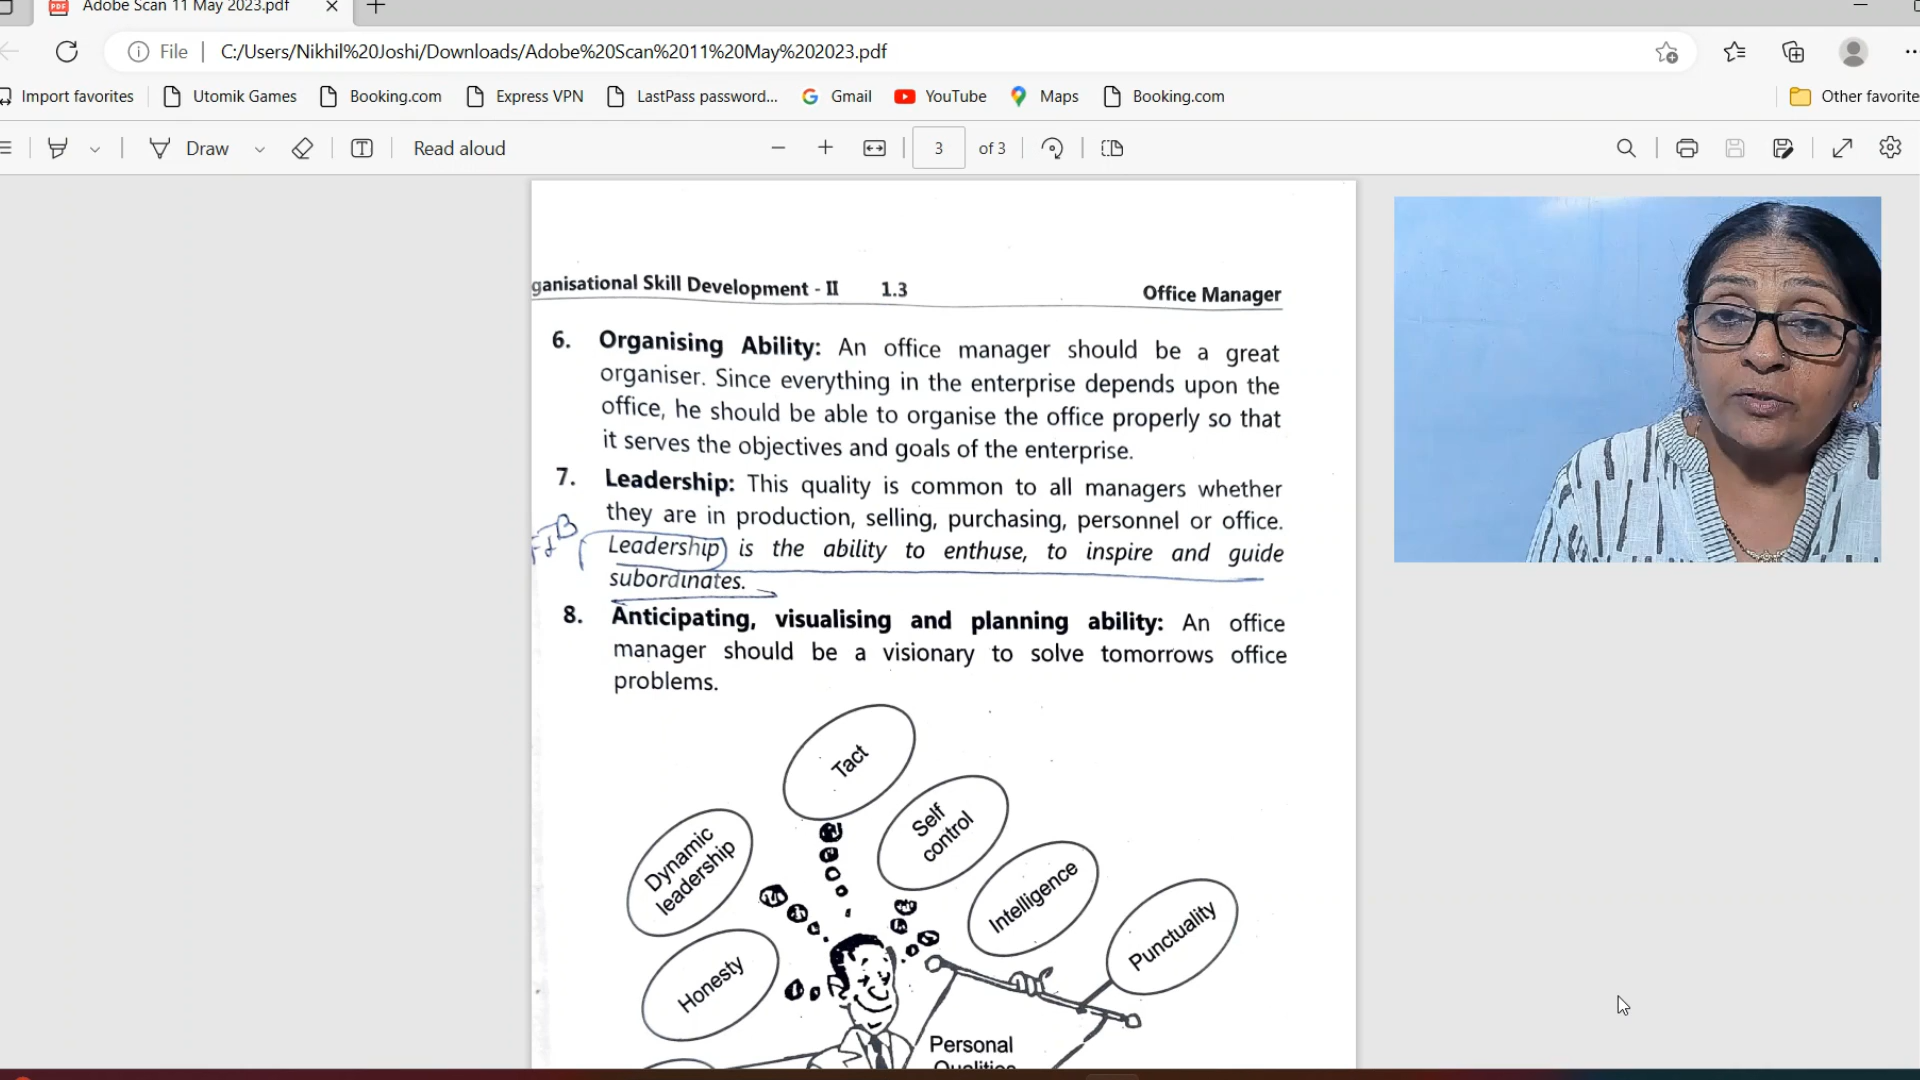 Adobe Scan 11 May 2023.pdf
File C:/Users/Nikhil%20Joshi/Downloads/Adobe%20Scan%2011%20May%202023.pdf
Import favorites Utomik Games Booking.com Express VPN LastPass password... Gmail YouTube Maps Booking.com Other favorite
Draw Read aloud 3 of 3
ganisational Skill Development - II 1.3 Office Manager
6. Organising Ability: An office manager should be a great
organiser. Since everything in the enterprise depends upon the
office, he should be able to organise the office properly so that
it serves the objectives and goals of the enterprise.
7. Leadership: This quality is common to all managers whether
they are in production, selling, purchasing, personnel or office.
Leadership is the ability to enthuse, to inspire and guide
subordinates.
8. Anticipating, visualising and planning ability: An office
manager should be a visionary to solve tomorrows office
problems.
Tact
Self
control
Dynamic
leadership
Intelligence
Punctuality
Honesty
Personal
Qualities